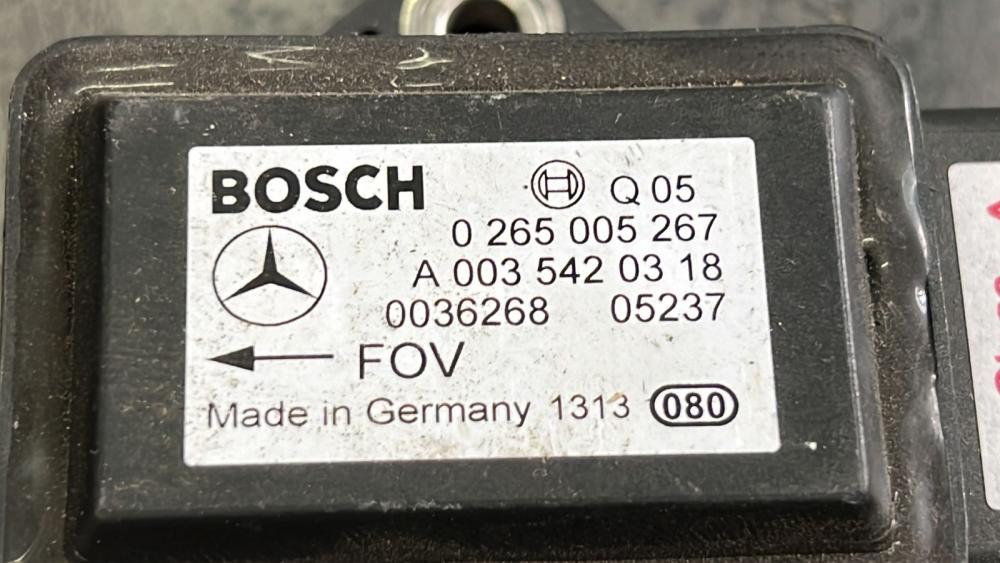 BOSCH
Q 05
0 265 005 267
A 003 542 03 18
0036268 05237
FOV
Made in Germany 1313 080